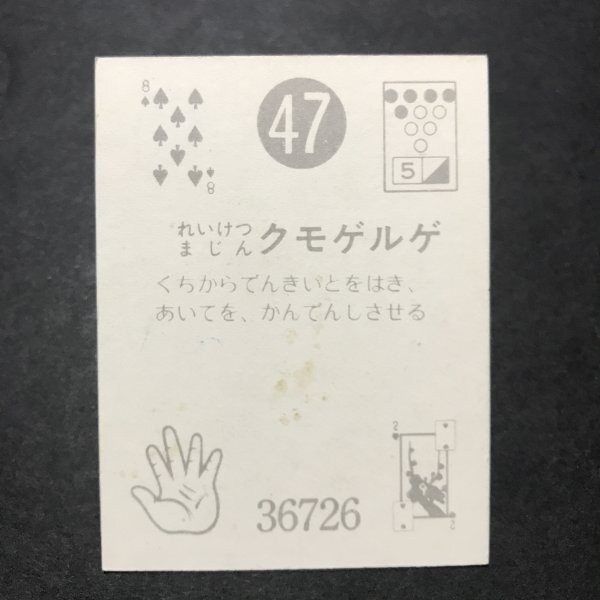 8
47
5
8
れいけつ
まじん クモゲルゲ
くちからでんきいとをはき、
あいてを、かんでんしさせる
2
36726
2